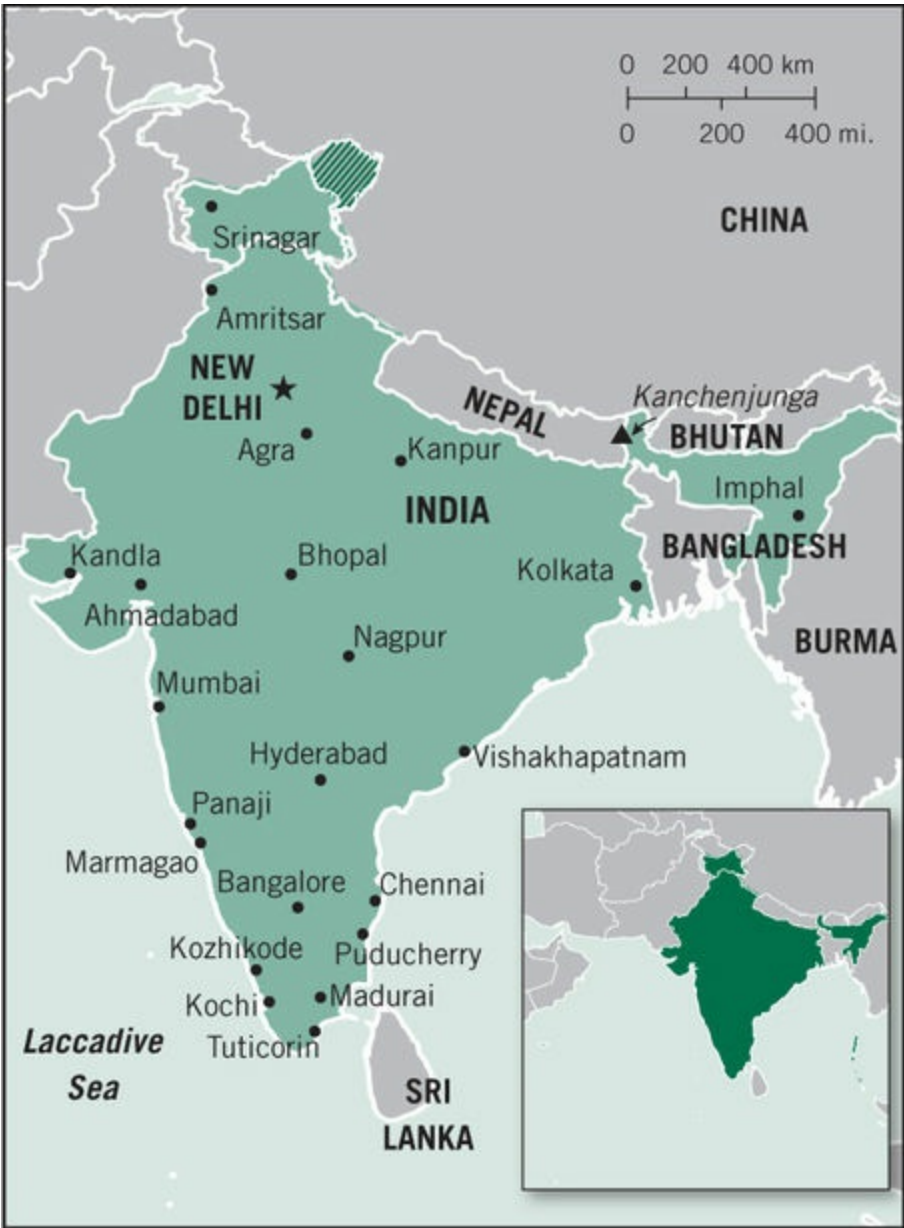 0 200 400 km
0 200 400 mi.
CHINA
Srinagar
Amritsar
NEW
DELHI
NEPAL
Kanchenjunga
BHUTAN
Agra
Kanpur
INDIA
Imphal
BANGLADESH
Kandla
Bhopal
Kolkata
Ahmadabad
Nagpur
BURMA
Mumbai
Hyderabad
Vishakhapatnam
Panaji
Marmagao
Bangalore
Chennai
Kozhikode
Puducherry
Kochi
Madurai
Laccadive
Sea
Tuticorin
SRI
LANKA